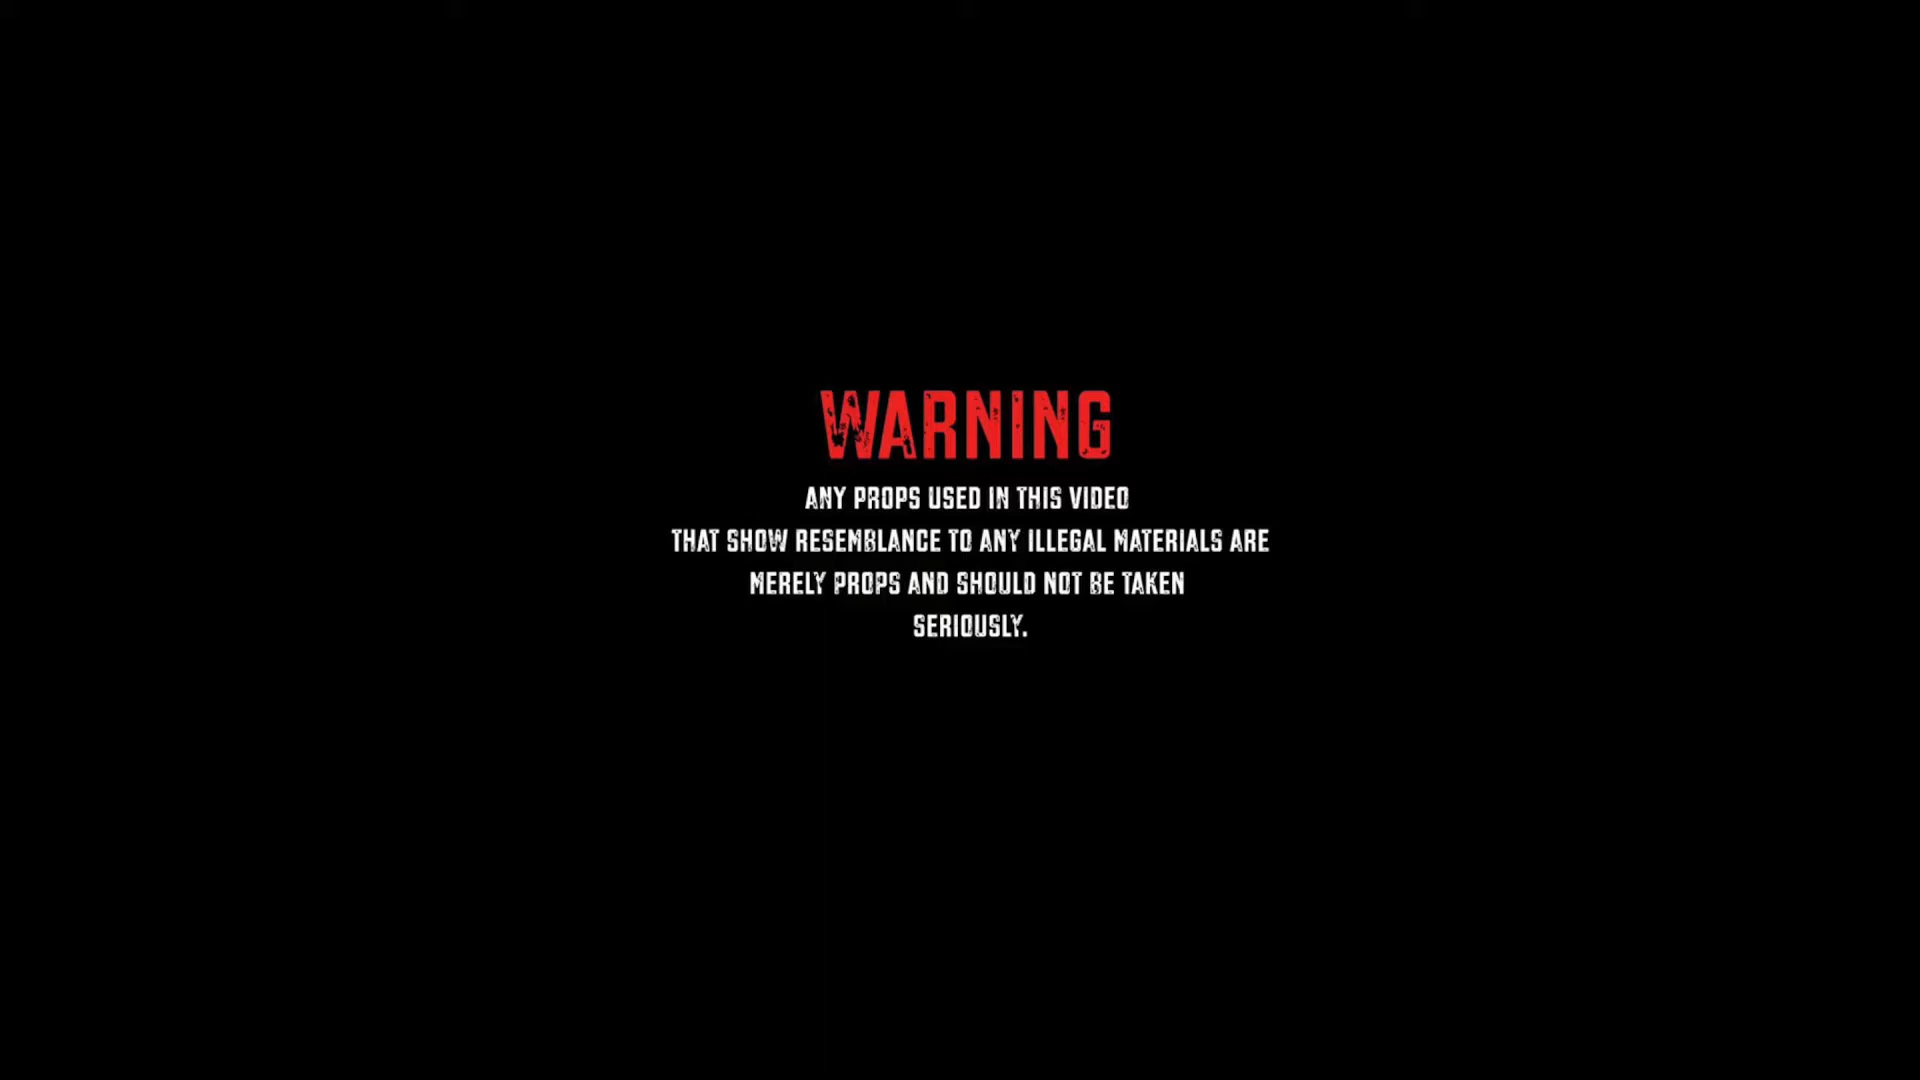 WARNING
ANY PROPS USED IN THIS VIDEO
THAT SHOW RESEMBLANCE TO ANY ILLEGAL MATERIALS ARE
MERELY PROPS AND SHOULD NOT BE TAKEN
SERIOUSLY.